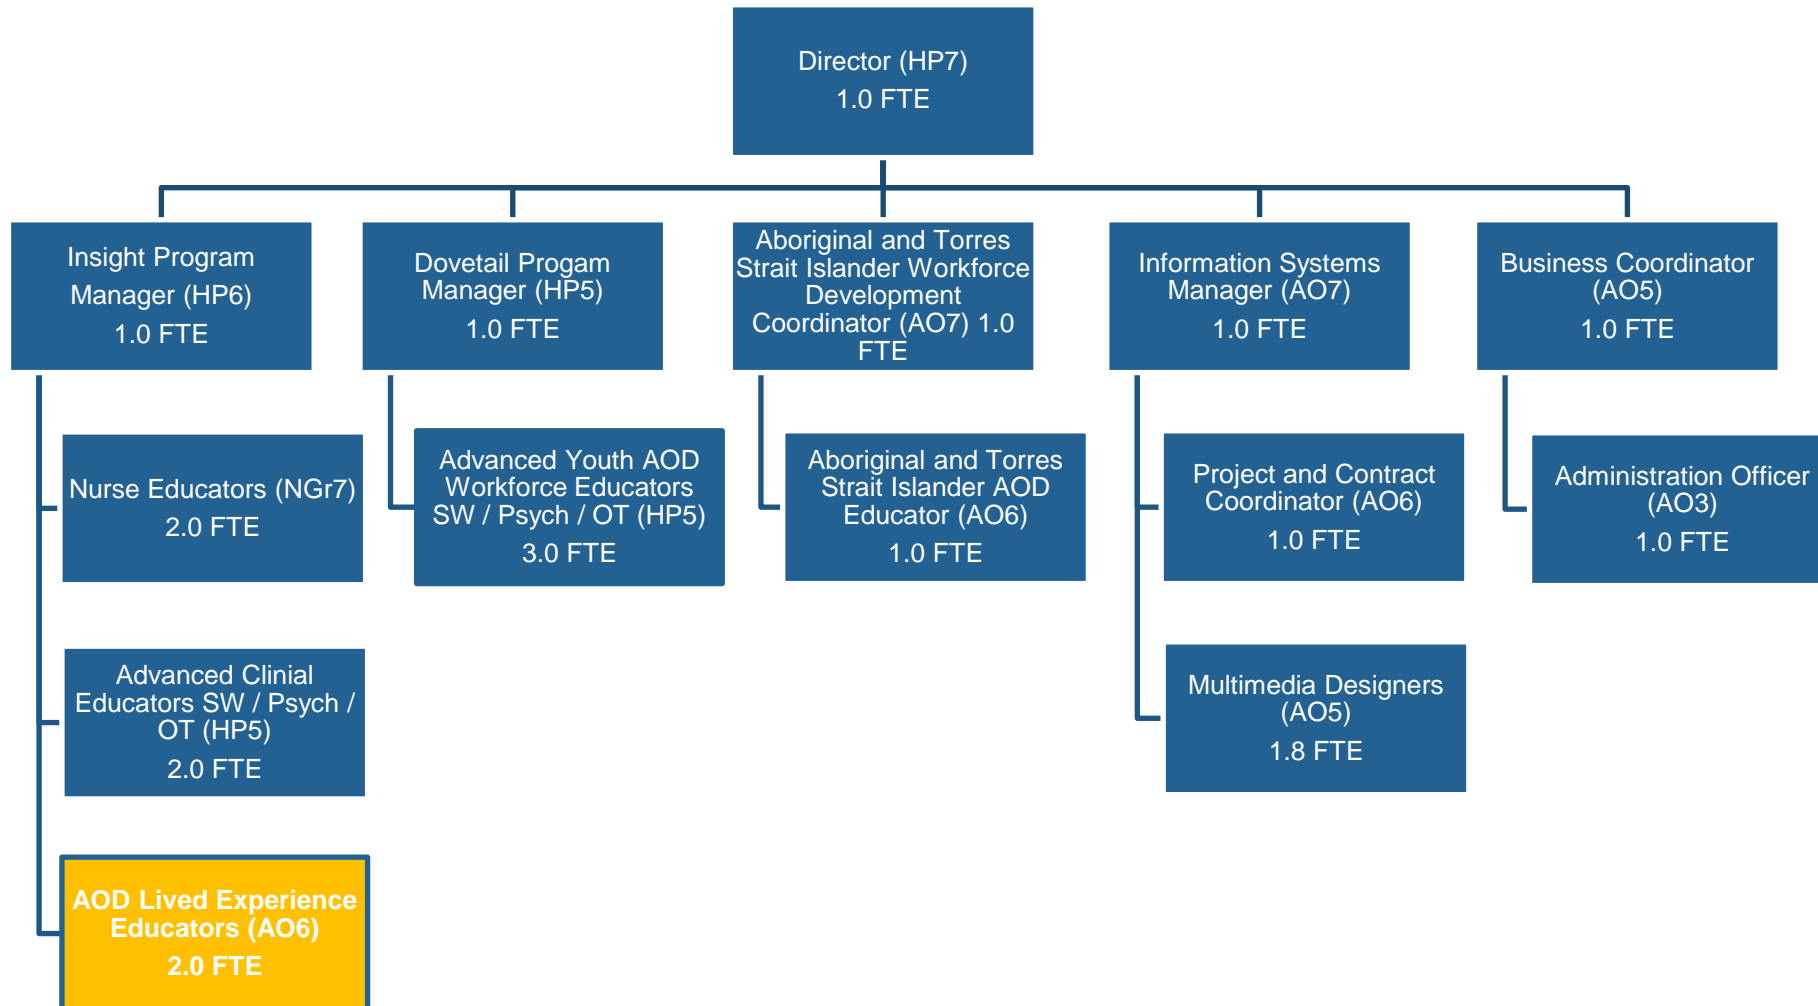 Director (HP7)
1.0 FTE
Insight Program
Manager (HP6)
1.0 FTE
Dovetail Progam
Manager (HP5)
1.0 FTE
Aboriginal and Torres
Strait Islander Workforce
Development
Coordinator (AO7) 1.0
FTE
Information Systems
Manager (AO7)
1.0 FTE
Business Coordinator
(AO5)
1.0 FTE
Nurse Educators (NGr7)
2.0 FTE
Advanced Youth AOD
Workforce Educators
SW / Psych / OT (HP5)
3.0 FTE
Aboriginal and Torres
Strait Islander AOD
Educator (AO6)
1.0 FTE
Project and Contract
Coordinator (AO6)
1.0 FTE
Administration Officer
(AO3)
1.0 FTE
Advanced Clinial
Educators SW / Psych /
OT (HP5)
2.0 FTE
Multimedia Designers
(AO5)
1.8 FTE
AOD Lived Experience
Educators (AO6)
2.0 FTE